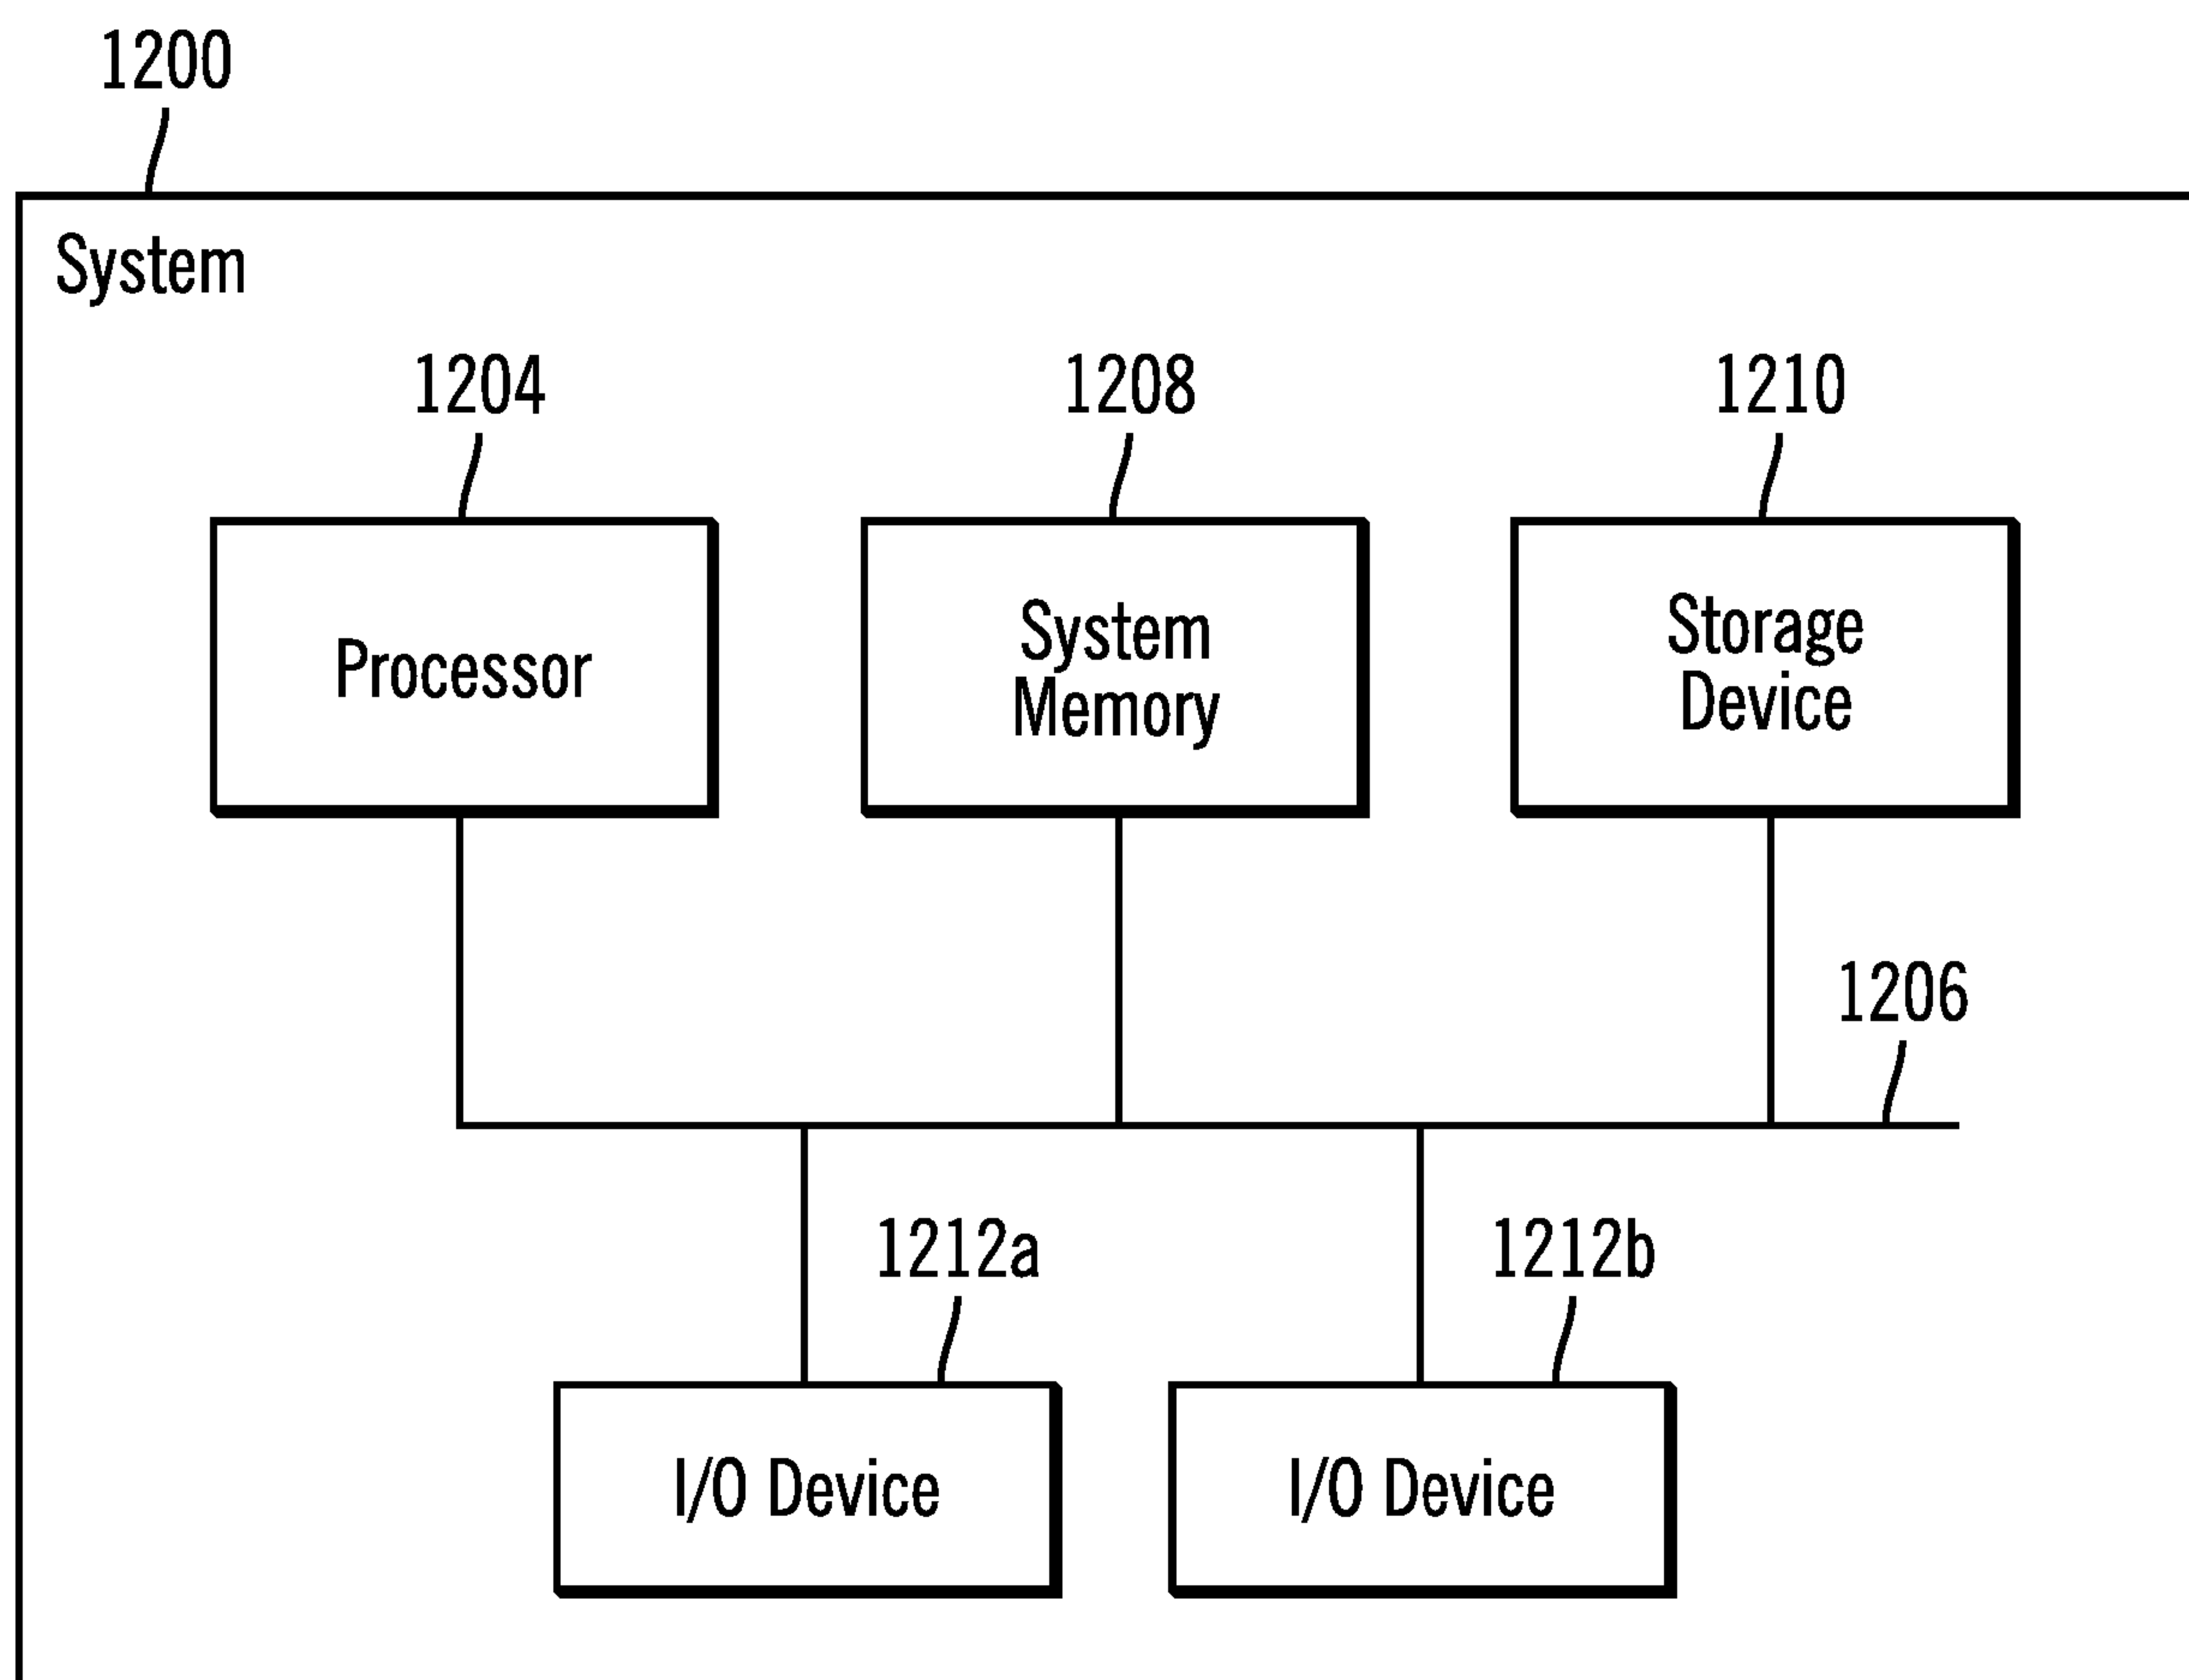 1200
System
1204
1208
1210
Processor
System
Memory
Storage
Device
1206
1212a
1212b
I/O Device
I/O Device